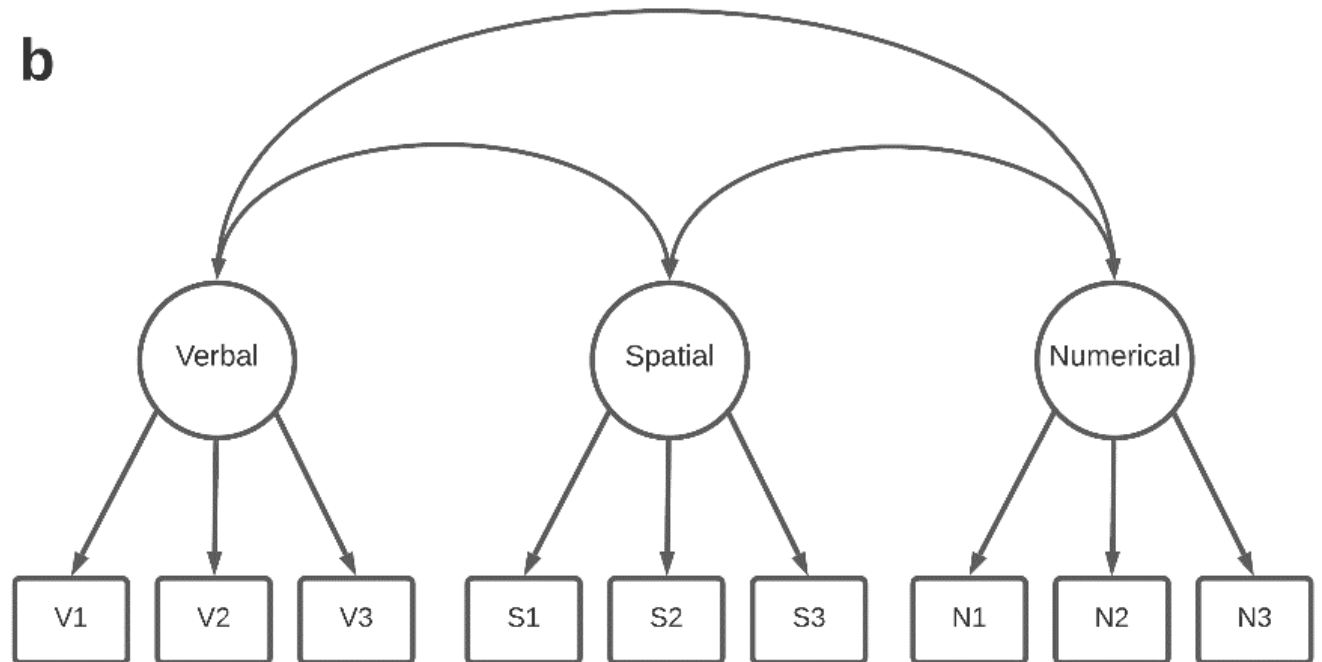 b
Verbal
Spatial
Numerical
V1
V2
V3
S1
S2
S3
N1
N2
N3